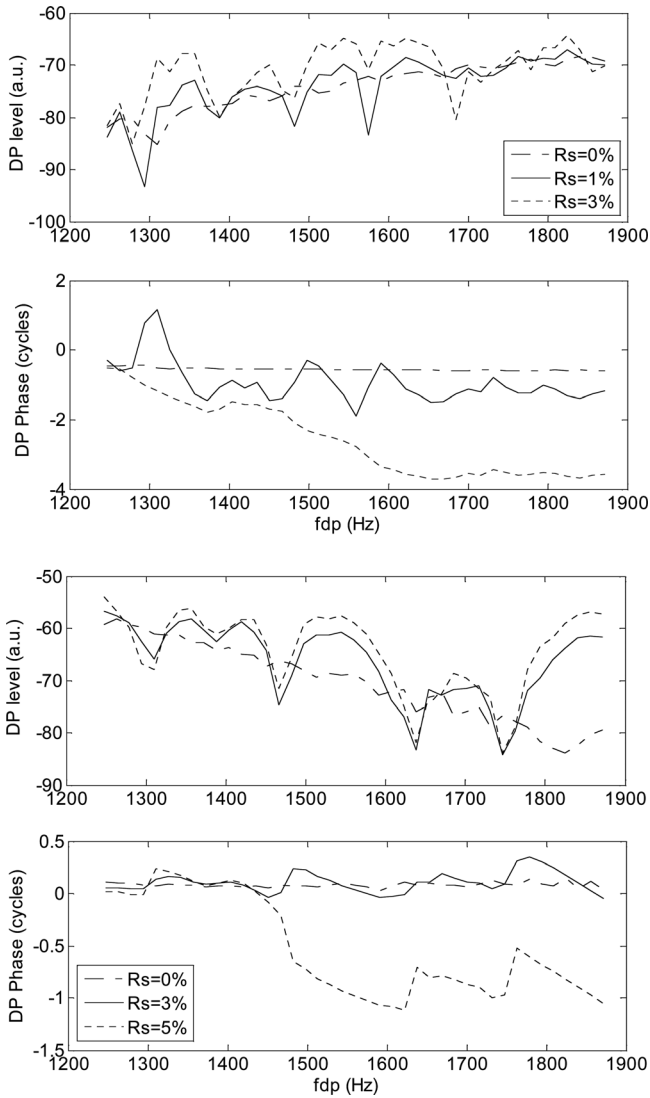 -60
-70
-80
-90
-100
DP level (a.u.)
Rs=0%
Rs=1%
Rs=3%
1200 1300 1400 1500 1600 1700 1800 1900
2
0
-2
-4
DP Phase (cycles)
1200 1300 1400 1500 1600 1700 1800 1900
fdp (Hz)
-50
-60
-70
-80
-90
DP level (a.u.)
1200 1300 1400 1500 1600 1700 1800 1900
0.5
0
-0.5
-1
-1.5
DP Phase (cycles)
Rs=0%
Rs=3%
Rs=5%
1200 1300 1400 1500 1600 1700 1800 1900
fdp (Hz)